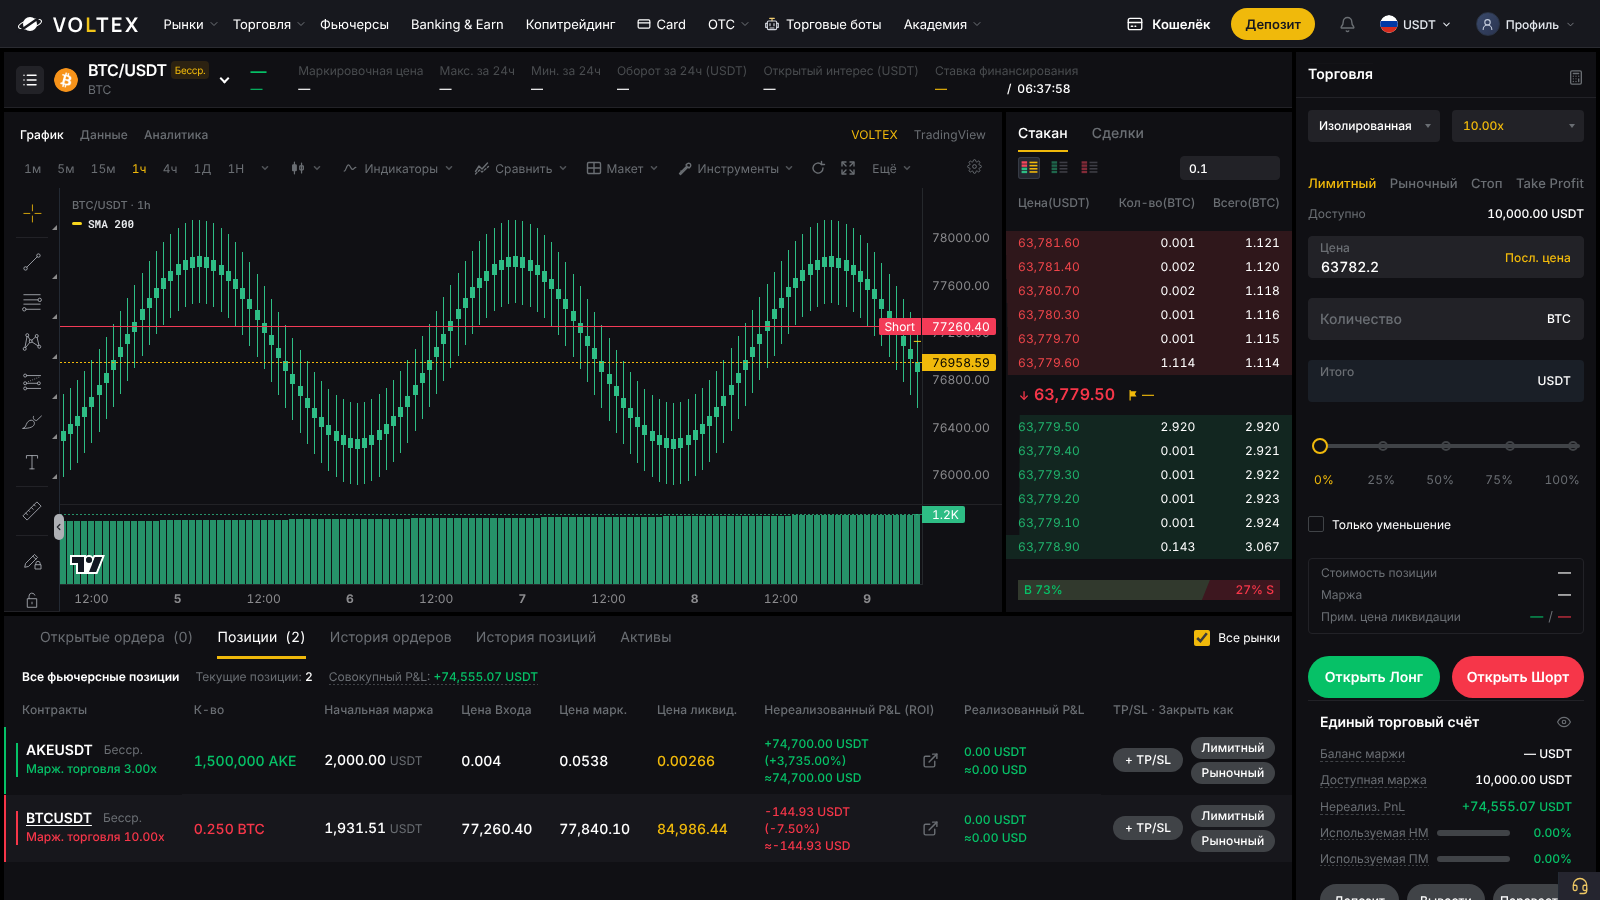 VOLTEX Рынки Торговля Фьючерсы Banking & Earn Копитрейдинг Card ОТС Торговые боты Академия Кошелёк Депозит USDT Профиль
BTC/USDT Бесср.
BTC
Маркировочная цена Макс. за 24ч Мин. за 24ч Оборот за 24ч (USDT) Открытый интерес (USDT) Ставка финансирования
— — — — — — — — / 06:37:58
График Данные Аналитика VOLTEX TradingView
1м 5м 15м 1ч 4ч 1Д 1Н Индикаторы Сравнить Макет Инструменты Ещё
BTC/USDT · 1h
SMA 200
78000.00
77600.00
Short 77260.40
77200.00
76958.59
76800.00
76400.00
76000.00
1.2K
12:00 5 12:00 6 12:00 7 12:00 8 12:00 9
Стакан Сделки
0.1
Цена(USDT) Кол-во(BTC) Всего(BTC)
63,781.60 0.001 1.121
63,781.40 0.002 1.120
63,780.70 0.002 1.118
63,780.30 0.001 1.116
63,779.70 0.001 1.115
63,779.60 1.114 1.114
↓ 63,779.50 —
63,779.50 2.920 2.920
63,779.40 0.001 2.921
63,779.30 0.001 2.922
63,779.20 0.001 2.923
63,779.10 0.001 2.924
63,778.90 0.143 3.067
B 73% 27% S
Торговля
Изолированная 10.00x
Лимитный Рыночный Стоп Take Profit
Доступно 10,000.00 USDT
Цена
63782.2 Посл. цена
Количество BTC
Итого
USDT
0% 25% 50% 75% 100%
Только уменьшение
Стоимость позиции —
Маржа —
Прим. цена ликвидации — / —
Открыть Лонг Открыть Шорт
Единый торговый счёт
Баланс маржи — USDT
Доступная маржа 10,000.00 USDT
Нереализ. PnL +74,555.07 USDT
Используемая НМ 0.00%
Используемая ПМ 0.00%
Депозит Вывести Перевест
Открытые ордера (0) Позиции (2) История ордеров История позиций Активы Все рынки
Все фьючерсные позиции Текущие позиции: 2 Совокупный P&L: +74,555.07 USDT
Контракты К-во Начальная маржа Цена Входа Цена марк. Цена ликвид. Нереализованный P&L (ROI) Реализованный P&L TP/SL · Закрыть как
AKEUSDT Бесср.
Марж. торговля 3.00x
1,500,000 AKE 2,000.00 USDT 0.004 0.0538 0.00266
+74,700.00 USDT
(+3,735.00%)
≈74,700.00 USD
0.00 USDT
≈0.00 USD
+ TP/SL
Лимитный
Рыночный
BTCUSDT Бесср.
Марж. торговля 10.00x
0.250 BTC 1,931.51 USDT 77,260.40 77,840.10 84,986.44
-144.93 USDT
(-7.50%)
≈-144.93 USD
0.00 USDT
≈0.00 USD
+ TP/SL
Лимитный
Рыночный